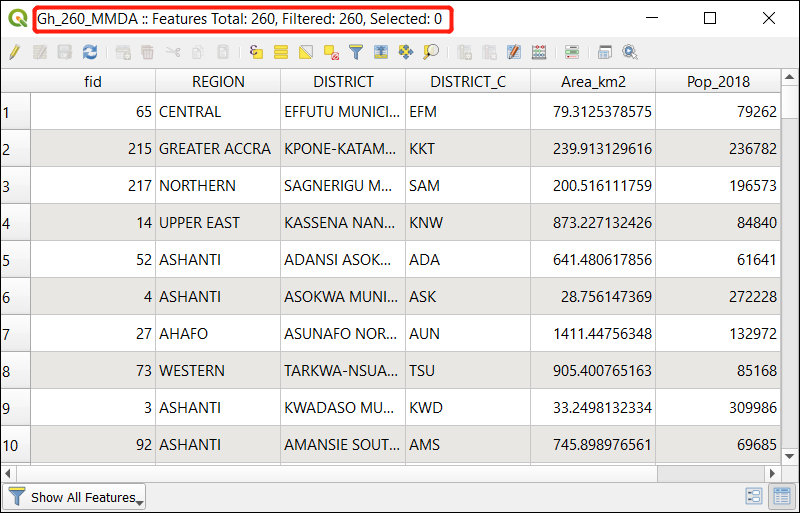 Gh_260_MMDA :: Features Total: 260, Filtered: 260, Selected: 0
fid REGION DISTRICT DISTRICT_C Area_km2 Pop_2018
1 65 CENTRAL EFFUTU MUNICI... EFM 79.3125378575 79262
2 215 GREATER ACCRA KPONE-KATAM... KKT 239.913129616 236782
3 217 NORTHERN SAGNERIGU M... SAM 200.516111759 196573
4 14 UPPER EAST KASSENA NAN... KNW 873.227132426 84840
5 52 ASHANTI ADANSI ASOK... ADA 641.480617856 61641
6 4 ASHANTI ASOKWA MUNI... ASK 28.756147369 272228
7 27 AHAFO ASUNAFO NOR... AUN 1411.44756348 132972
8 73 WESTERN TARKWA-NSUA... TSU 905.400765163 85168
9 3 ASHANTI KWADASO MU... KWD 33.2498132334 309986
10 92 ASHANTI AMANSIE SOUT... AMS 745.898976561 69685
Show All Features